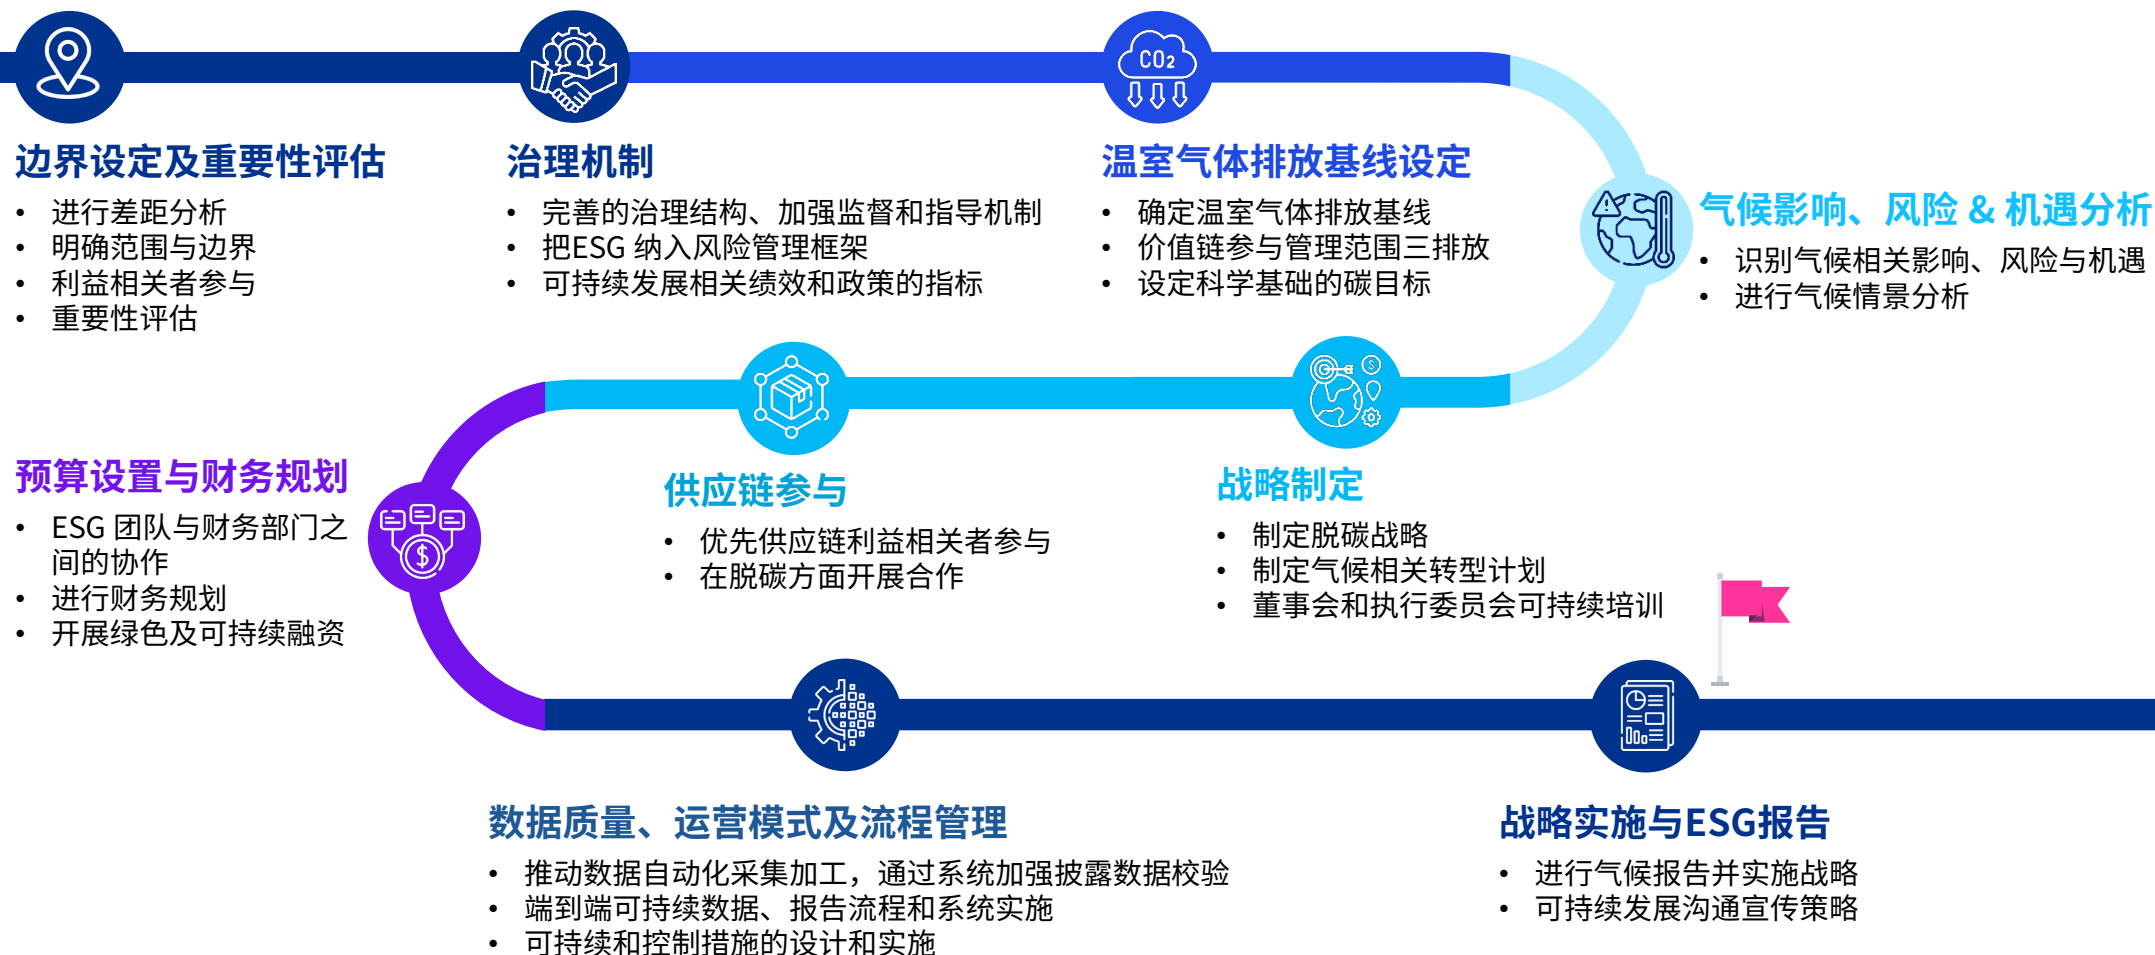 CO2
边界设定及重要性评估
• 进行差距分析
• 明确范围与边界
• 利益相关者参与
• 重要性评估
治理机制
• 完善的治理结构、加强监督和指导机制
• 把ESG 纳入风险管理框架
• 可持续发展相关绩效和政策的指标
温室气体排放基线设定
• 确定温室气体排放基线
• 价值链参与管理范围三排放
• 设定科学基础的碳目标
气候影响、风险 & 机遇分析
• 识别气候相关影响、风险与机遇
• 进行气候情景分析
战略制定
• 制定脱碳战略
• 制定气候相关转型计划
• 董事会和执行委员会可持续培训
供应链参与
• 优先供应链利益相关者参与
• 在脱碳方面开展合作
预算设置与财务规划
• ESG 团队与财务部门之
间的协作
• 进行财务规划
• 开展绿色及可持续融资
数据质量、运营模式及流程管理
• 推动数据自动化采集加工，通过系统加强披露数据校验
• 端到端可持续数据、报告流程和系统实施
• 可持续和控制措施的设计和实施
战略实施与ESG报告
• 进行气候报告并实施战略
• 可持续发展沟通宣传策略